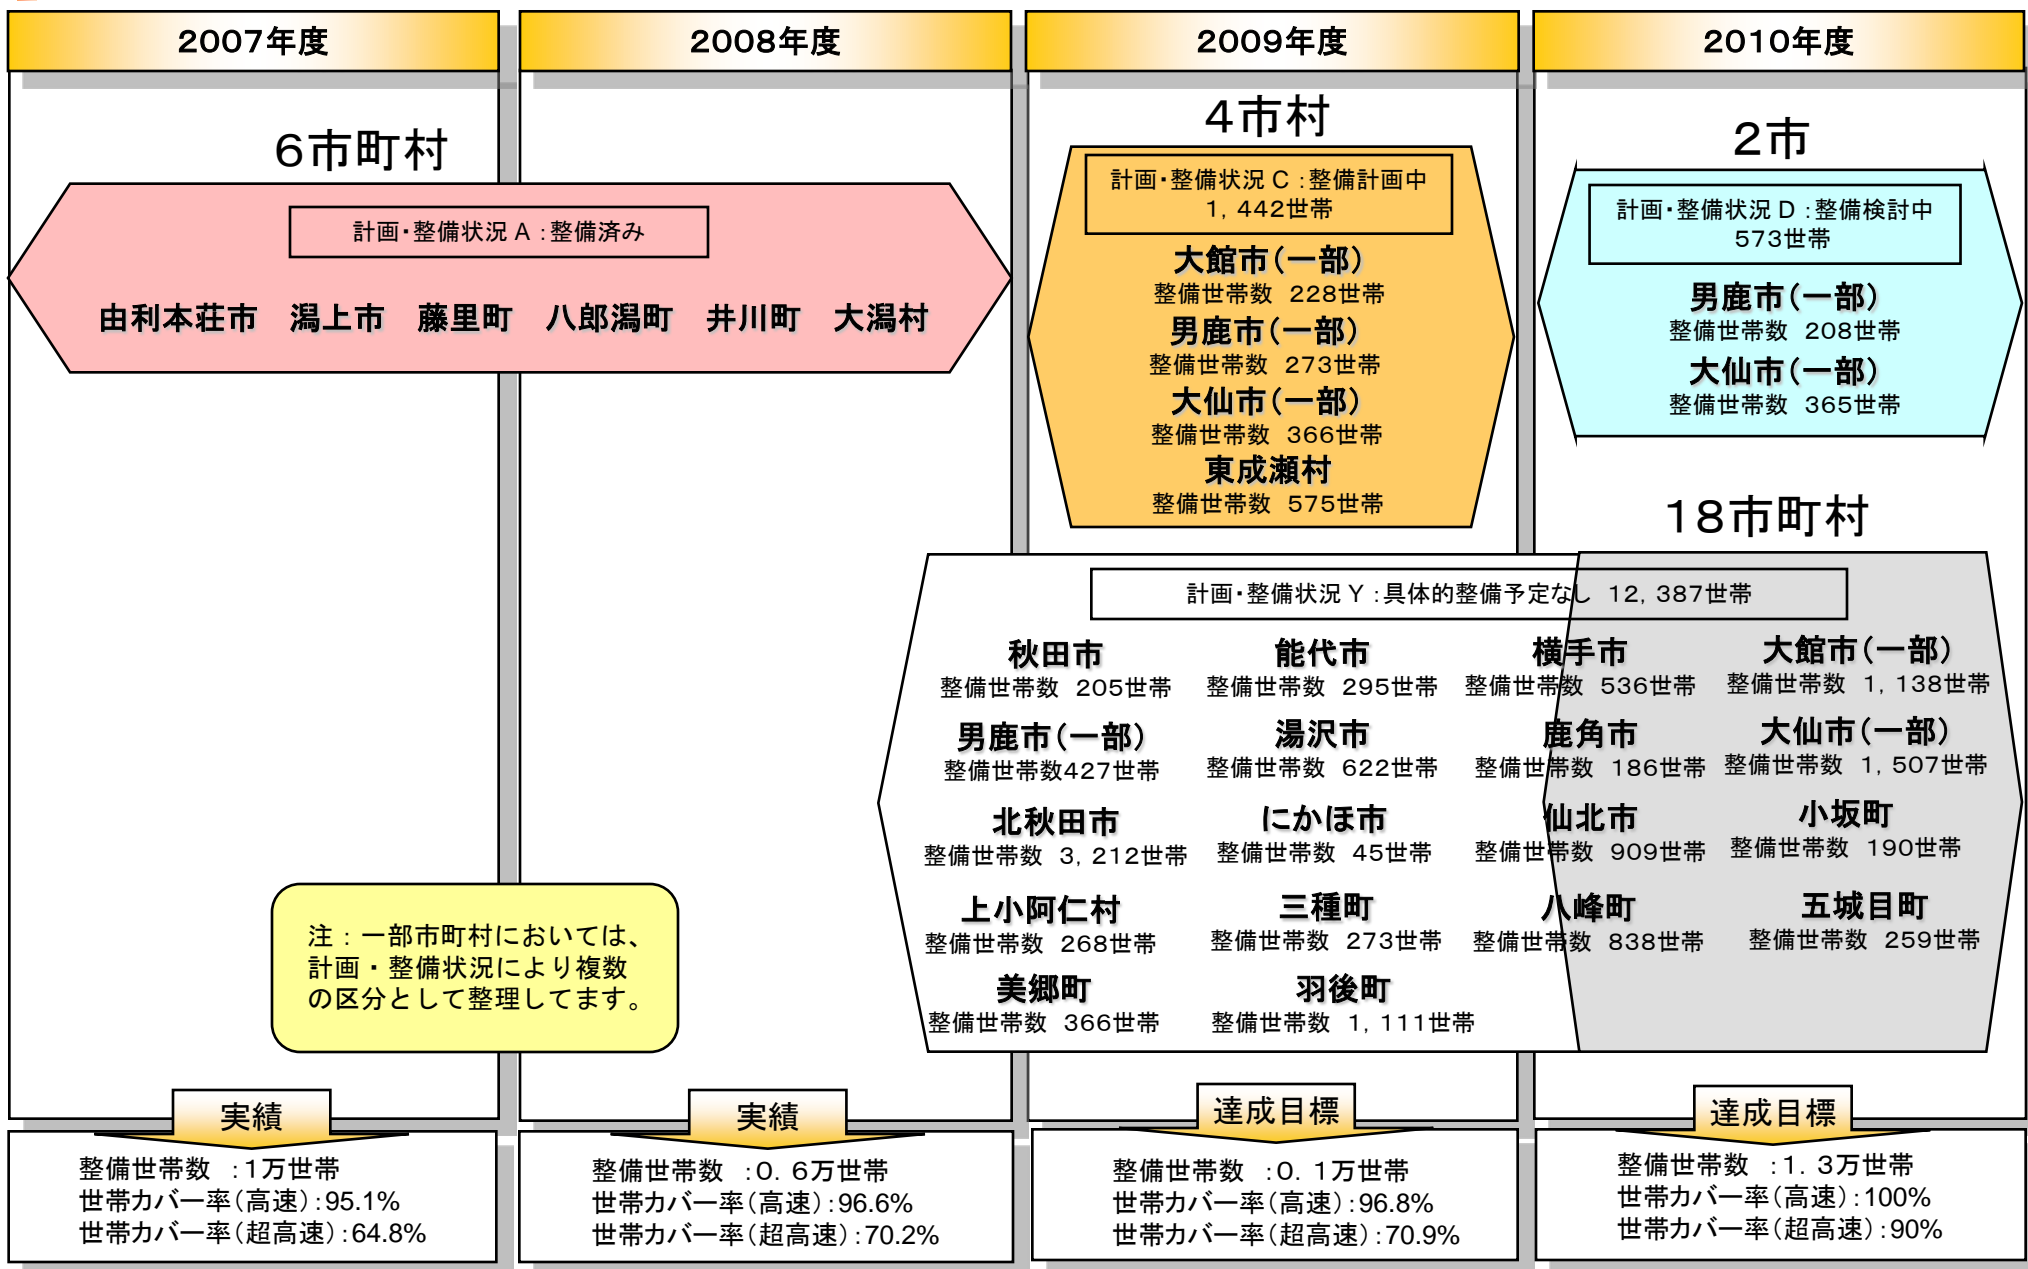 2007年度
2008年度
2009年度
2010年度
6市町村
計画・整備状況 A ：整備済み
由利本荘市　潟上市　藤里町　八郎潟町　井川町　大潟村
4市村
計画・整備状況 C ：整備計画中
1，442世帯
大館市（一部）
整備世帯数　228世帯
男鹿市（一部）
整備世帯数　273世帯
大仙市（一部）
整備世帯数　366世帯
東成瀬村
整備世帯数　575世帯
2市
計画・整備状況 D ：整備検討中
573世帯
男鹿市（一部）
整備世帯数　208世帯
大仙市（一部）
整備世帯数　365世帯
18市町村
計画・整備状況 Y ：具体的整備予定なし　12，387世帯
秋田市　能代市　横手市　大館市（一部）
整備世帯数　205世帯　整備世帯数　295世帯　整備世帯数　536世帯　整備世帯数　1，138世帯
男鹿市（一部）　湯沢市　鹿角市　大仙市（一部）
整備世帯数427世帯　整備世帯数　622世帯　整備世帯数　186世帯　整備世帯数　1，507世帯
北秋田市　にかほ市　仙北市　小坂町
整備世帯数　3，212世帯　整備世帯数　45世帯　整備世帯数　909世帯　整備世帯数　190世帯
上小阿仁村　三種町　八峰町　五城目町
整備世帯数　268世帯　整備世帯数　273世帯　整備世帯数　838世帯　整備世帯数　259世帯
美郷町　羽後町
整備世帯数　366世帯　整備世帯数　1，111世帯
注：一部市町村においては、
計画・整備状況により複数
の区分として整理してます。
実績
整備世帯数　：1万世帯
世帯カバー率（高速）：95.1%
世帯カバー率（超高速）：64.8%
実績
整備世帯数　：0．6万世帯
世帯カバー率（高速）：96.6%
世帯カバー率（超高速）：70.2%
達成目標
整備世帯数　：0．1万世帯
世帯カバー率（高速）：96.8%
世帯カバー率（超高速）：70.9%
達成目標
整備世帯数　：1．3万世帯
世帯カバー率（高速）：100%
世帯カバー率（超高速）：90%